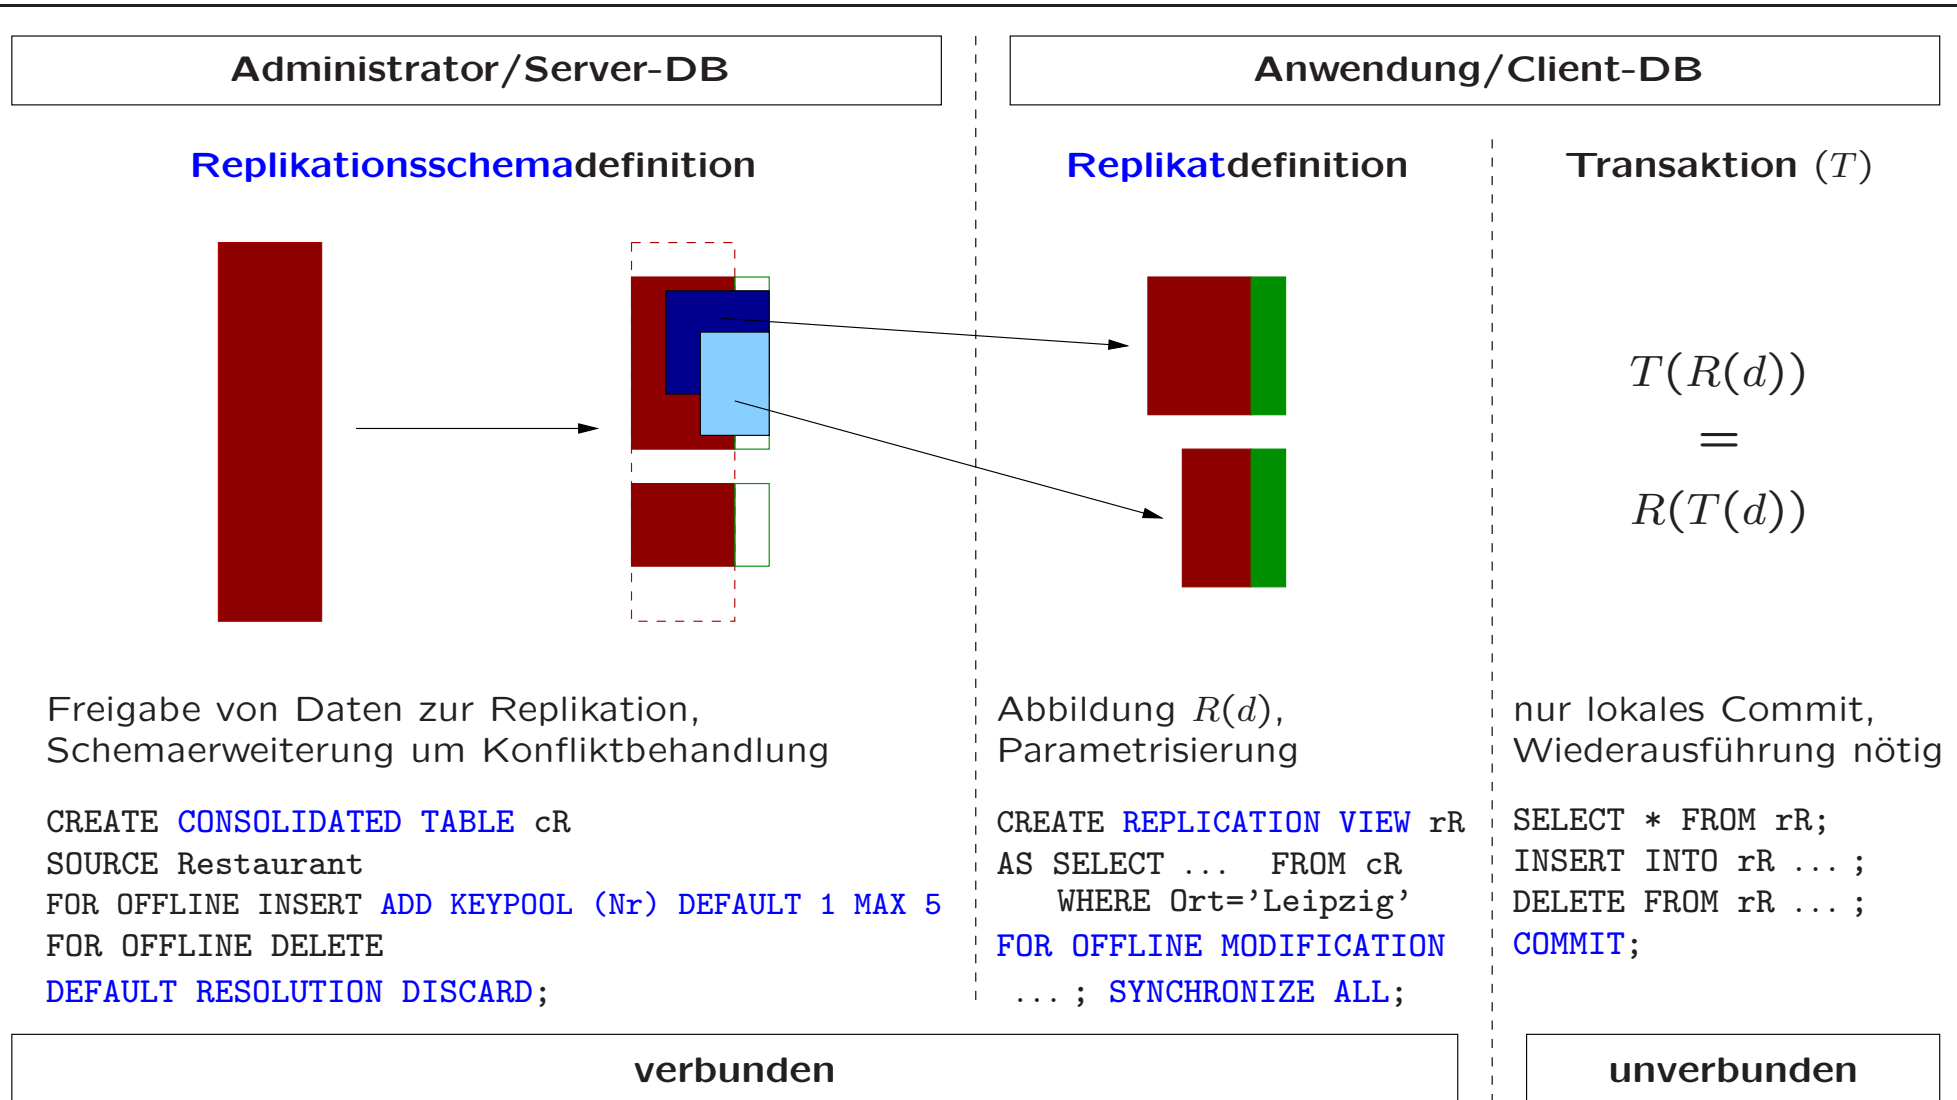 Administrator/Server-DB
Anwendung/Client-DB
Replikationsschemadefinition
Replikatdefinition
Transaktion (T)
T(R(d))
=
R(T(d))
Freigabe von Daten zur Replikation,
Schemaerweiterung um Konfliktbehandlung
CREATE CONSOLIDATED TABLE cR
SOURCE Restaurant
FOR OFFLINE INSERT ADD KEYPOOL (Nr) DEFAULT 1 MAX 5
FOR OFFLINE DELETE
DEFAULT RESOLUTION DISCARD;
Abbildung R(d),
Parametrisierung
CREATE REPLICATION VIEW rR
AS SELECT ... FROM cR
WHERE Ort='Leipzig'
FOR OFFLINE MODIFICATION
... ; SYNCHRONIZE ALL;
nur lokales Commit,
Wiederausführung nötig
SELECT * FROM rR;
INSERT INTO rR ... ;
DELETE FROM rR ... ;
COMMIT;
verbunden
unverbunden